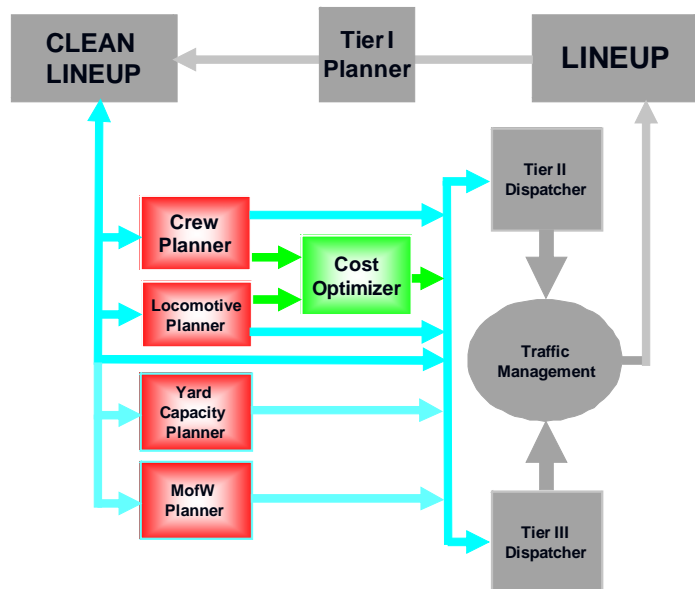 CLEAN
LINEUP
Tier I
Planner
LINEUP
Tier II
Dispatcher
Crew
Planner
Cost
Optimizer
Locomotive
Planner
Traffic
Management
Yard
Capacity
Planner
MofW
Planner
Tier III
Dispatcher